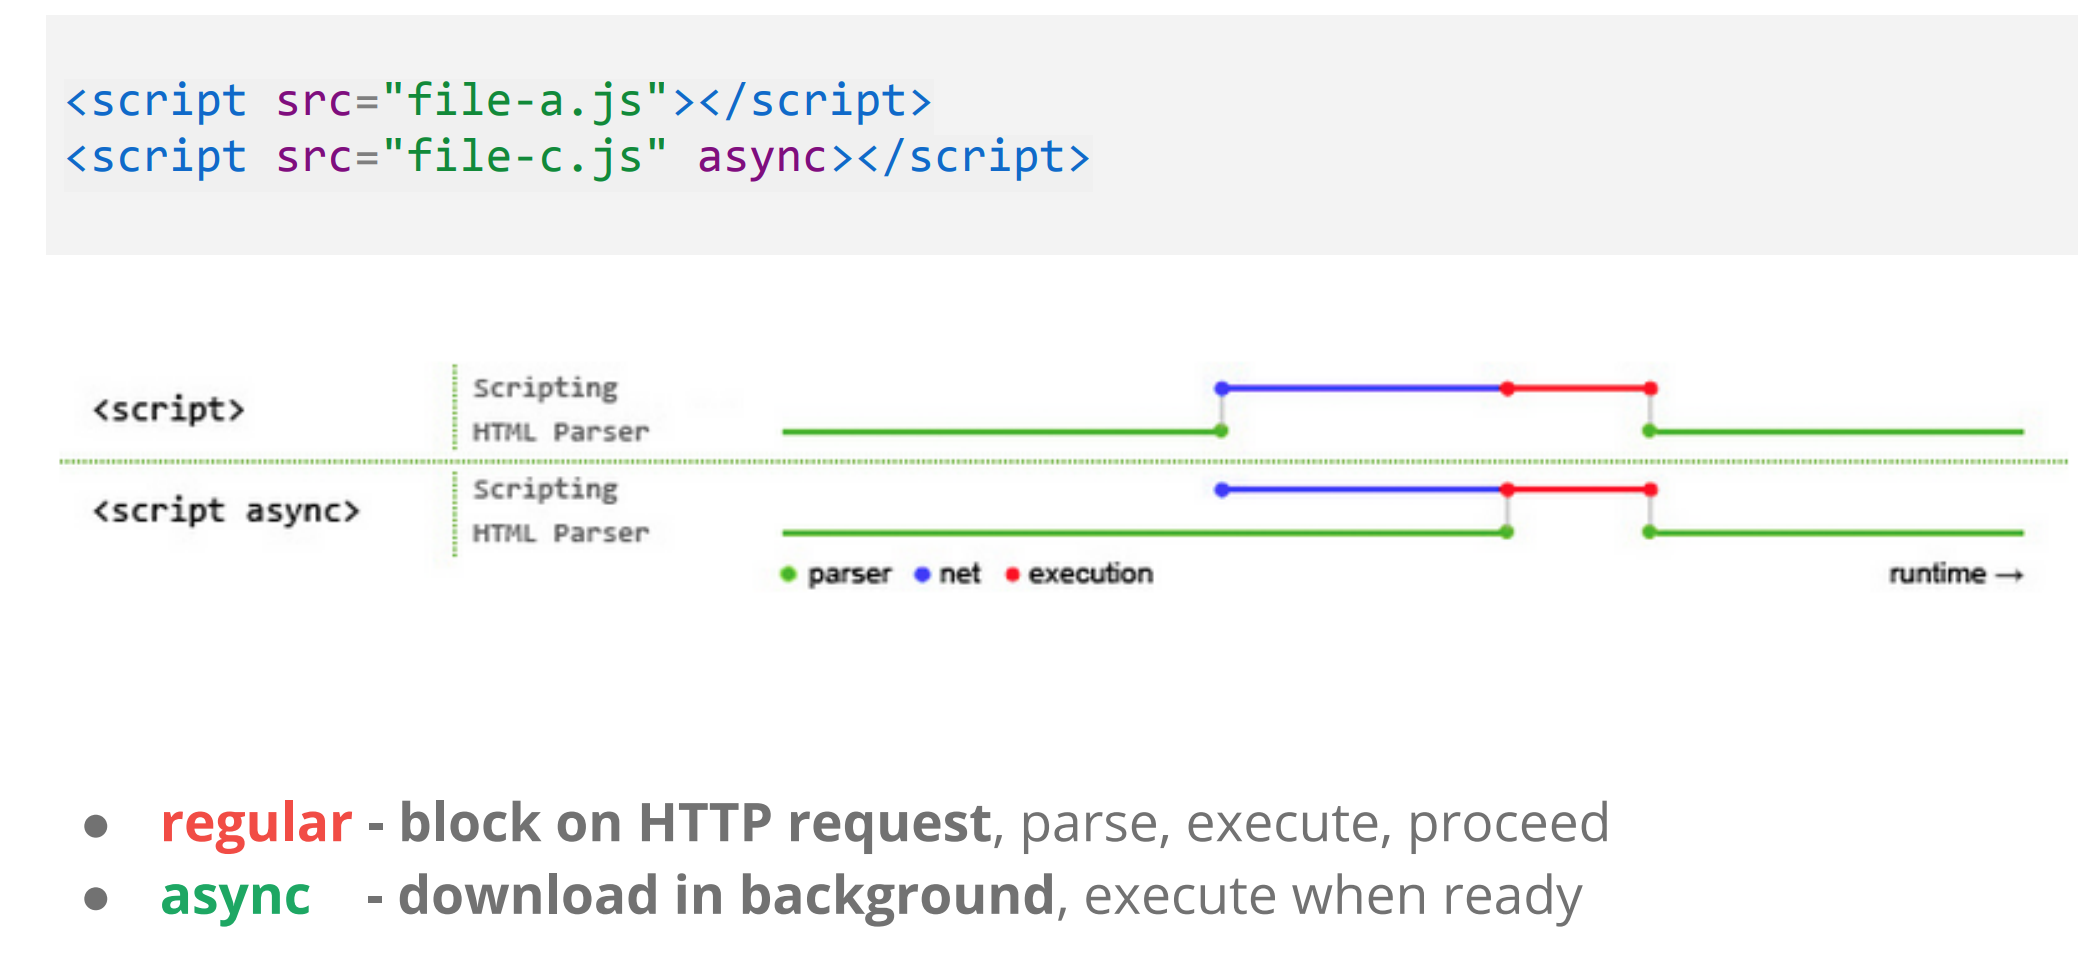 <script src="file-a.js"></script>
<script src="file-c.js" async></script>
<script>
Scripting
HTML Parser
<script async>
Scripting
HTML Parser
parser net execution
runtime →
● regular - block on HTTP request, parse, execute, proceed
● async - download in background, execute when ready